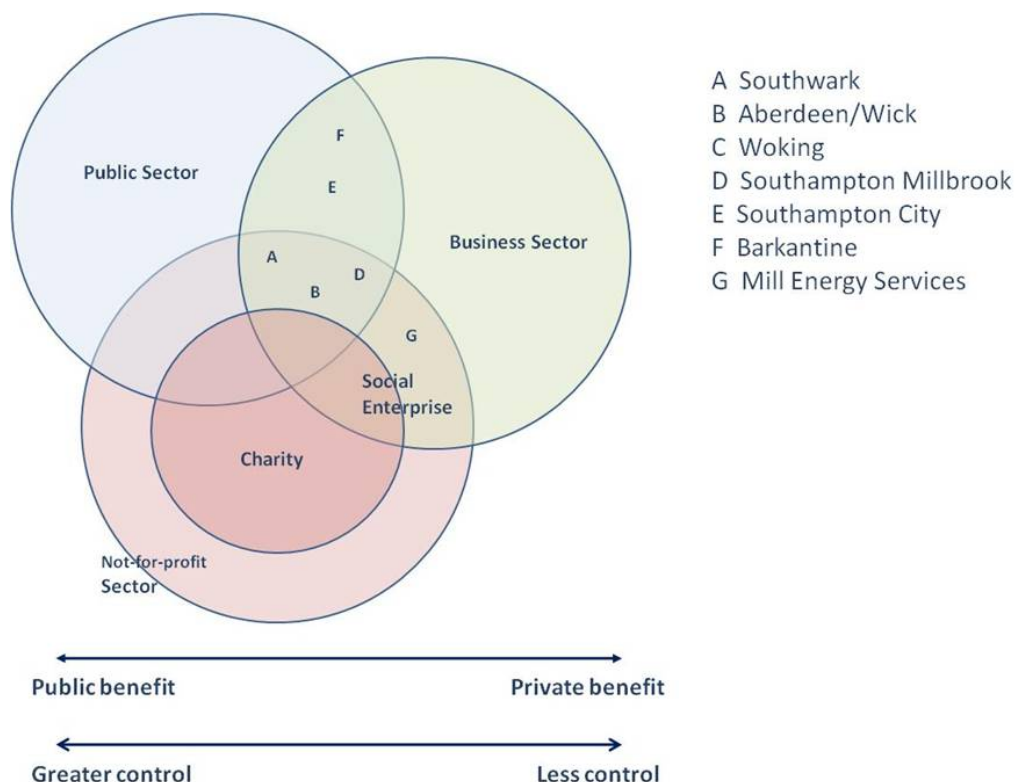 F
Public Sector
E
Business Sector
A
D
B
G
Social
Enterprise
Charity
Not-for-profit
Sector
Public benefit
Private benefit
Greater control
Less control
A Southwark
B Aberdeen/Wick
C Woking
D Southampton Millbrook
E Southampton City
F Barkantine
G Mill Energy Services